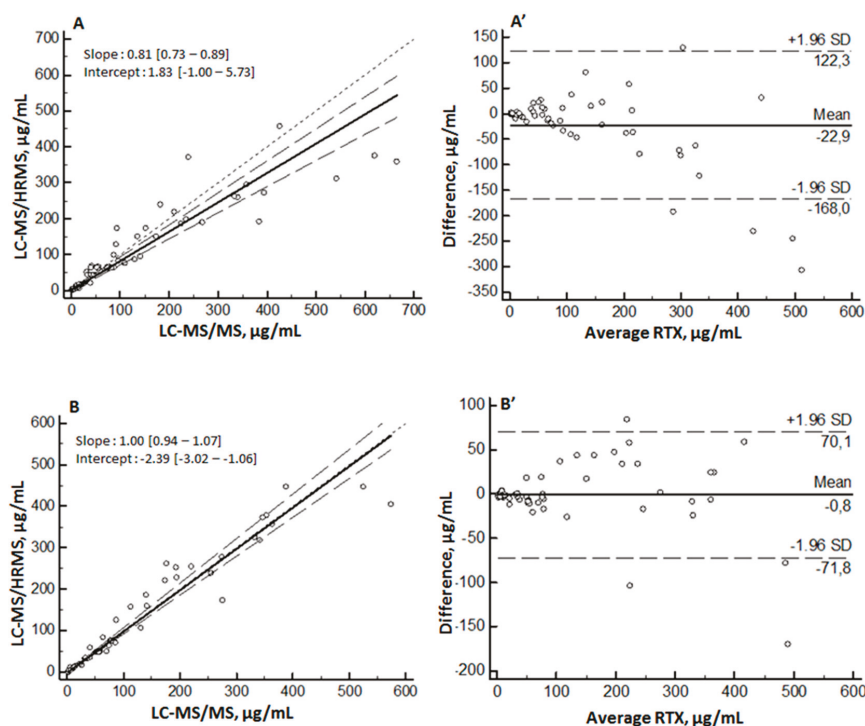 A
Slope : 0.81 [0.73 – 0.89]
Intercept : 1.83 [-1.00 – 5.73]
LC-MS/HRMS, µg/mL
700
600
500
400
300
200
100
0
0 100 200 300 400 500 600 700
LC-MS/MS, µg/mL
A’
Difference, µg/mL
150
100
50
0
-50
-100
-150
-200
-250
-300
-350
+1.96 SD
122,3
Mean
-22,9
-1.96 SD
-168,0
0 100 200 300 400 500 600
Average RTX, µg/mL
B
Slope : 1.00 [0.94 – 1.07]
Intercept : -2.39 [-3.02 – -1.06]
LC-MS/HRMS, µg/mL
600
500
400
300
200
100
0
0 100 200 300 400 500 600
LC-MS/MS, µg/mL
B’
Difference, µg/mL
100
50
0
-50
-100
-150
-200
+1.96 SD
70,1
Mean
-0,8
-1.96 SD
-71,8
0 100 200 300 400 500 600
Average RTX, µg/mL